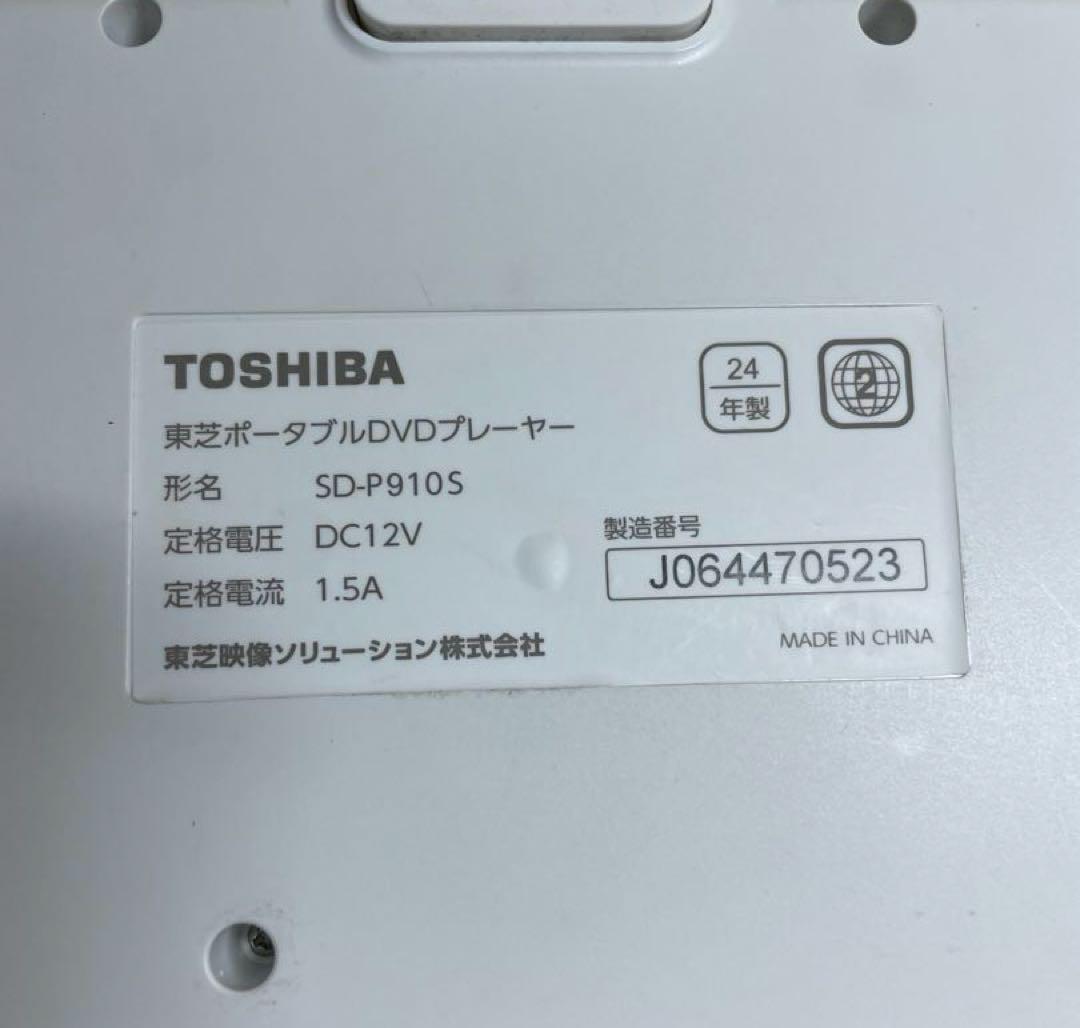 TOSHIBA
24
年製
2
東芝ポータブルDVDプレーヤー
形名 SD-P910S
定格電圧 DC12V
定格電流 1.5A
製造番号
J064470523
東芝映像ソリューション株式会社
MADE IN CHINA